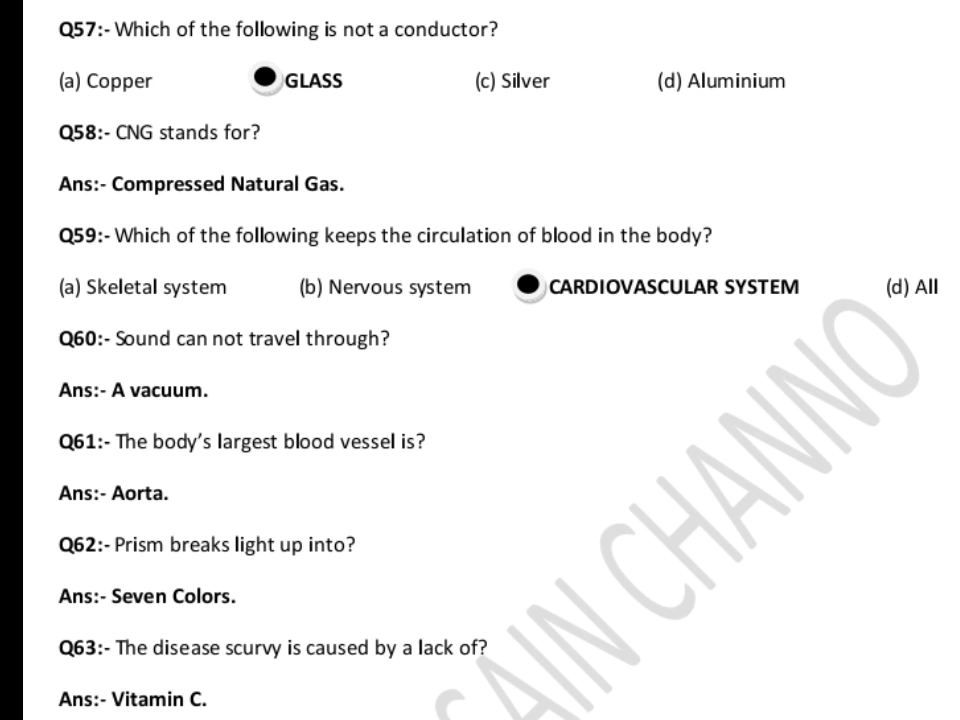 Q57:- Which of the following is not a conductor?
(a) Copper GLASS (c) Silver (d) Aluminium
Q58:- CNG stands for?
Ans:- Compressed Natural Gas.
Q59:- Which of the following keeps the circulation of blood in the body?
(a) Skeletal system (b) Nervous system CARDIOVASCULAR SYSTEM (d) All
Q60:- Sound can not travel through?
Ans:- A vacuum.
Q61:- The body's largest blood vessel is?
Ans:- Aorta.
Q62:- Prism breaks light up into?
Ans:- Seven Colors.
Q63:- The disease scurvy is caused by a lack of?
Ans:- Vitamin C.
CHANNO